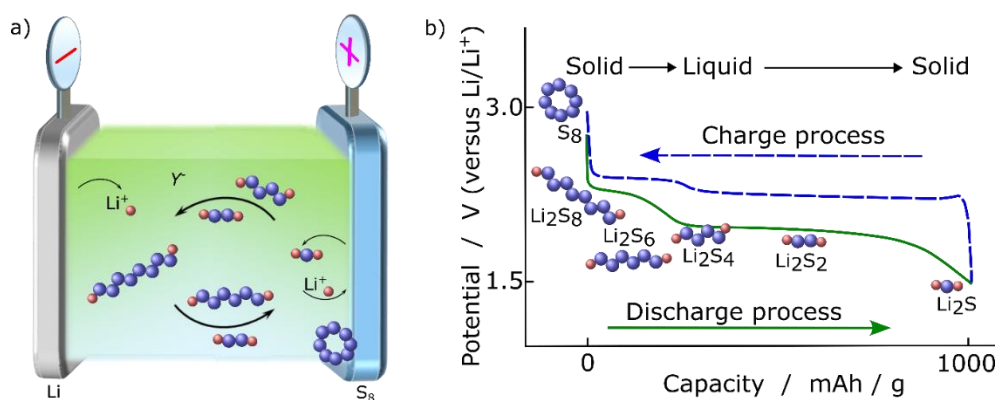 a)
Li⁺
Y⁻
Li⁺
Li
S₈
b)
Potential / V (versus Li/Li⁺)
Solid → Liquid → Solid
3.0
S₈
Charge process
Li2S8
Li2S6
Li2S4
Li2S2
1.5
Li2S
Discharge process
0
1000
Capacity / mAh / g